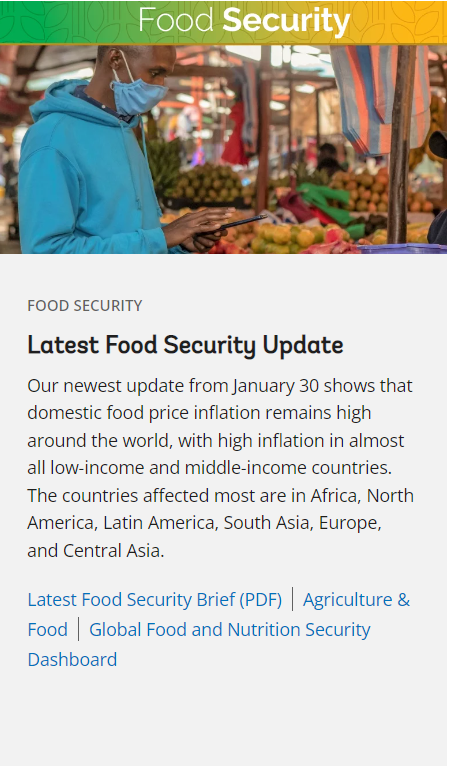 Food Security
FOOD SECURITY
Latest Food Security Update
Our newest update from January 30 shows that
domestic food price inflation remains high
around the world, with high inflation in almost
all low-income and middle-income countries.
The countries affected most are in Africa, North
America, Latin America, South Asia, Europe,
and Central Asia.
Latest Food Security Brief (PDF) | Agriculture &
Food | Global Food and Nutrition Security
Dashboard